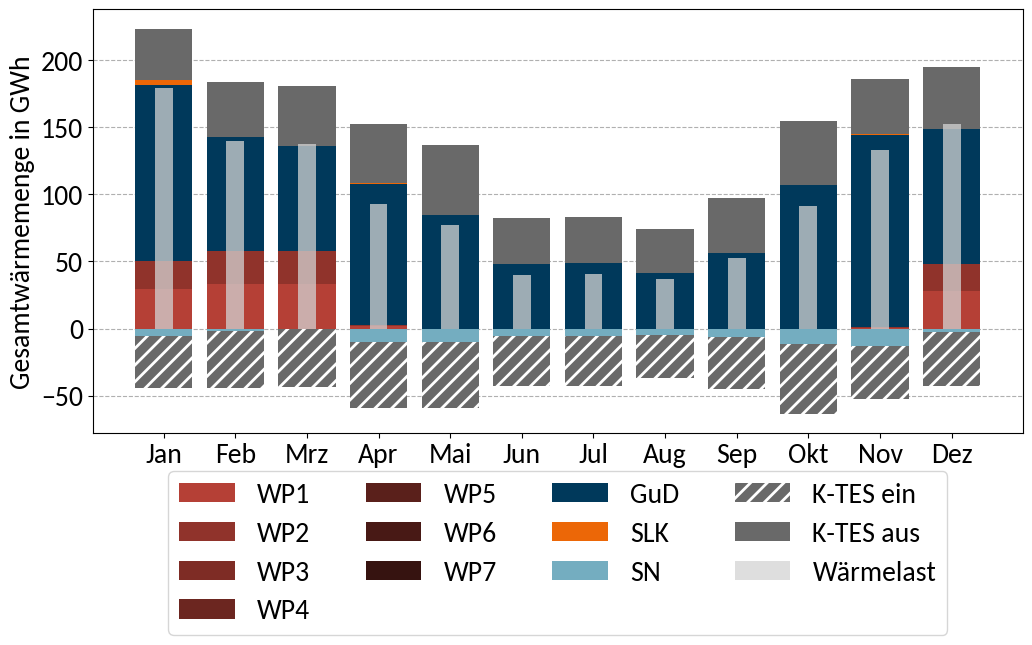 Gesamtwärmemenge in GWh
200
150
100
50
0
−50
Jan Feb Mrz Apr Mai Jun Jul Aug Sep Okt Nov Dez
WP1 WP5 GuD K-TES ein
WP2 WP6 SLK K-TES aus
WP3 WP7 SN Wärmelast
WP4